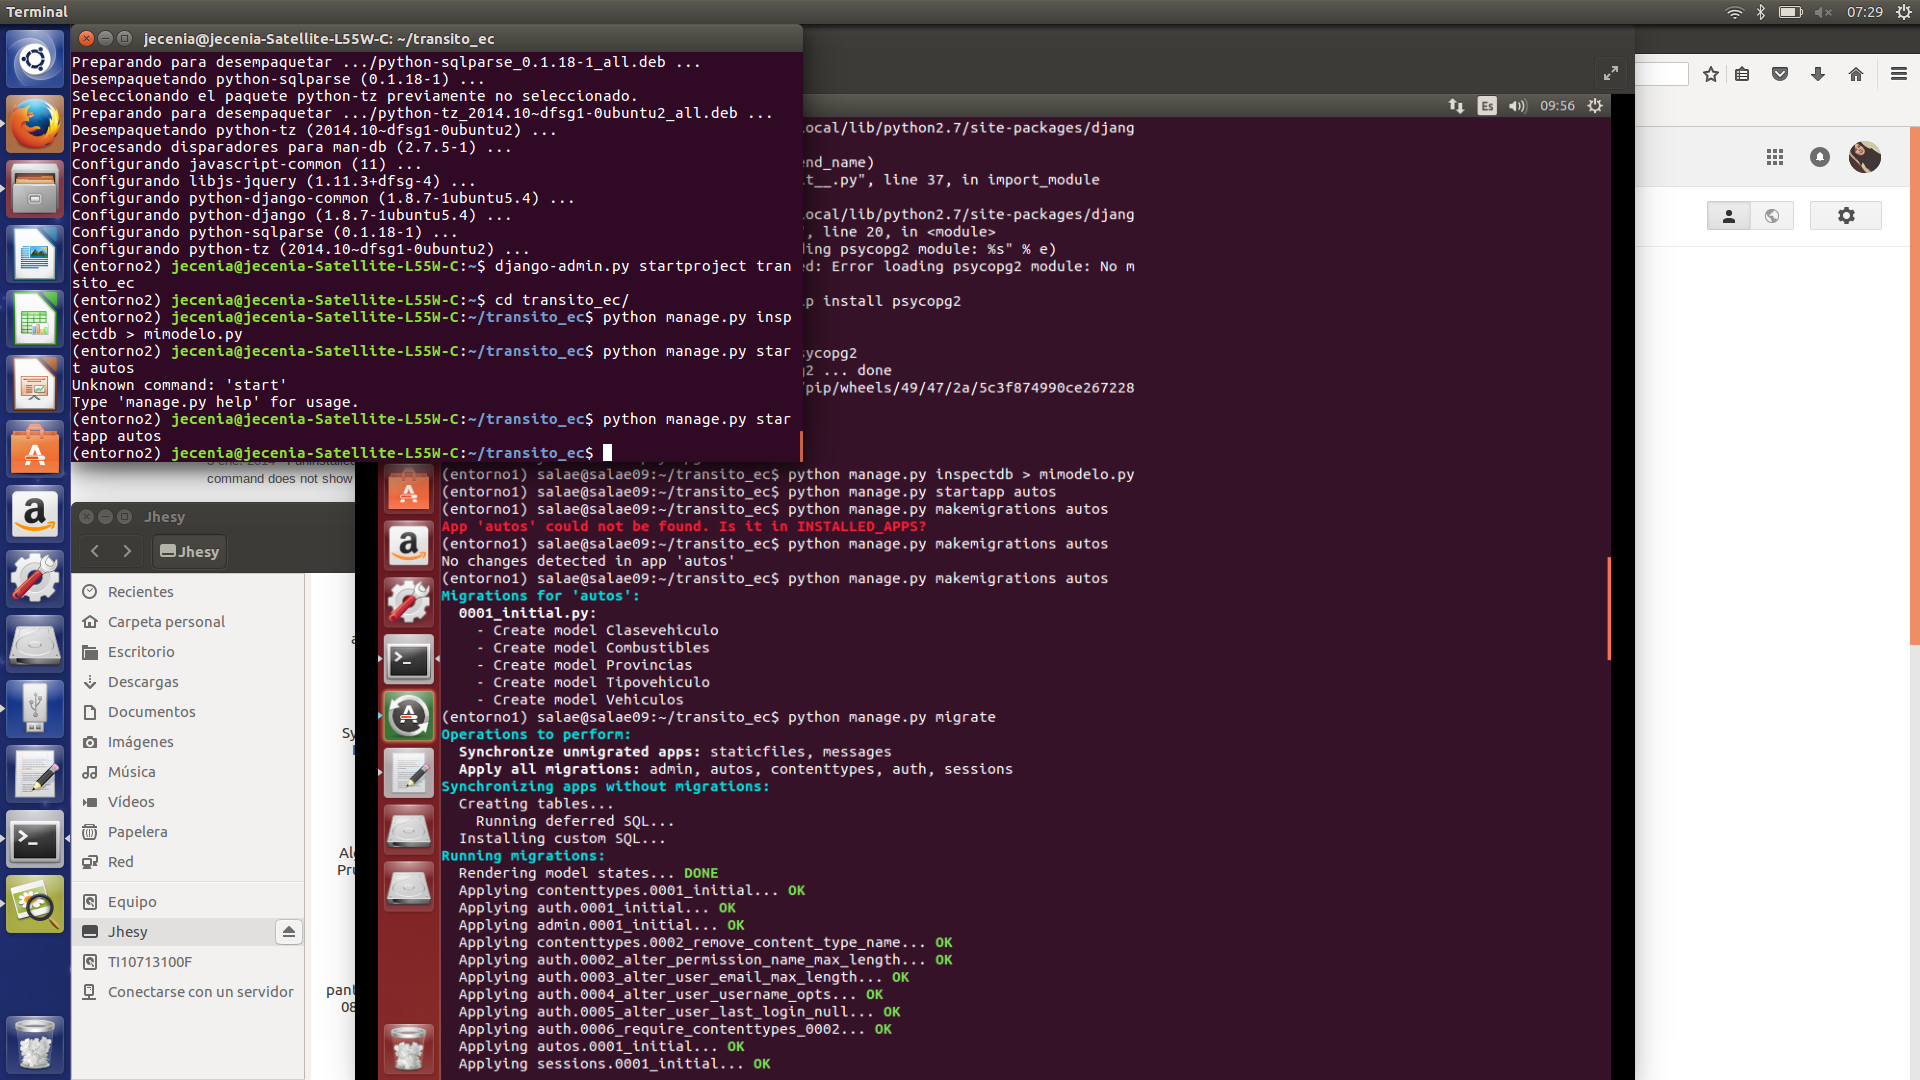 Terminal
07:29
jecenia@jecenia-Satellite-L55W-C: ~/transito_ec
Preparando para desempaquetar .../python-sqlparse_0.1.18-1_all.deb ...
Desempaquetando python-sqlparse (0.1.18-1) ...
Seleccionando el paquete python-tz previamente no seleccionado.
Preparando para desempaquetar .../python-tz_2014.10~dfsg1-0ubuntu2_all.deb ...
Desempaquetando python-tz (2014.10~dfsg1-0ubuntu2) ...
Procesando disparadores para man-db (2.7.5-1) ...
Configurando javascript-common (11) ...
Configurando libjs-jquery (1.11.3+dfsg-4) ...
Configurando python-django-common (1.8.7-1ubuntu5.4) ...
Configurando python-django (1.8.7-1ubuntu5.4) ...
Configurando python-sqlparse (0.1.18-1) ...
Configurando python-tz (2014.10~dfsg1-0ubuntu2) ...
(entorno2) jecenia@jecenia-Satellite-L55W-C:~$ django-admin.py startproject tran
sito_ec
(entorno2) jecenia@jecenia-Satellite-L55W-C:~$ cd transito_ec/
(entorno2) jecenia@jecenia-Satellite-L55W-C:~/transito_ec$ python manage.py insp
ectdb > mimodelo.py
(entorno2) jecenia@jecenia-Satellite-L55W-C:~/transito_ec$ python manage.py star
t autos
Unknown command: 'start'
Type 'manage.py help' for usage.
(entorno2) jecenia@jecenia-Satellite-L55W-C:~/transito_ec$ python manage.py star
tapp autos
(entorno2) jecenia@jecenia-Satellite-L55W-C:~/transito_ec$
command does not show
Es
09:56
ocal/lib/python2.7/site-packages/djang
nd_name)
t__.py", line 37, in import_module
ocal/lib/python2.7/site-packages/djang
', line 20, in <module>
ing psycopg2 module: %s" % e)
d: Error loading psycopg2 module: No m
p install psycopg2
ycopg2
2 ... done
pip/wheels/49/47/2a/5c3f874990ce267228
(entorno1) salae@salae09:~/transito_ec$ python manage.py inspectdb > mimodelo.py
(entorno1) salae@salae09:~/transito_ec$ python manage.py startapp autos
(entorno1) salae@salae09:~/transito_ec$ python manage.py makemigrations autos
App 'autos' could not be found. Is it in INSTALLED_APPS?
(entorno1) salae@salae09:~/transito_ec$ python manage.py makemigrations autos
No changes detected in app 'autos'
(entorno1) salae@salae09:~/transito_ec$ python manage.py makemigrations autos
Migrations for 'autos':
0001_initial.py:
- Create model Clasevehiculo
- Create model Combustibles
- Create model Provincias
- Create model Tipovehiculo
- Create model Vehiculos
(entorno1) salae@salae09:~/transito_ec$ python manage.py migrate
Operations to perform:
Synchronize unmigrated apps: staticfiles, messages
Apply all migrations: admin, autos, contenttypes, auth, sessions
Synchronizing apps without migrations:
Creating tables...
Running deferred SQL...
Installing custom SQL...
Running migrations:
Rendering model states... DONE
Applying contenttypes.0001_initial... OK
Applying auth.0001_initial... OK
Applying admin.0001_initial... OK
Applying contenttypes.0002_remove_content_type_name... OK
Applying auth.0002_alter_permission_name_max_length... OK
Applying auth.0003_alter_user_email_max_length... OK
Applying auth.0004_alter_user_username_opts... OK
Applying auth.0005_alter_user_last_login_null... OK
Applying auth.0006_require_contenttypes_0002... OK
Applying autos.0001_initial... OK
Applying sessions.0001_initial... OK
Jhesy
Jhesy
Recientes
Carpeta personal
Escritorio
Descargas
Documentos
Imágenes
Música
Vídeos
Papelera
Red
Equipo
Jhesy
TI10713100F
Conectarse con un servidor
Sy
Al
Pr
pant
08